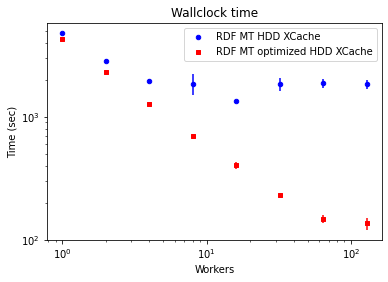 Wallclock time
RDF MT HDD XCache
RDF MT optimized HDD XCache
Time (sec)
10³
10²
10⁰
10¹
10²
Workers